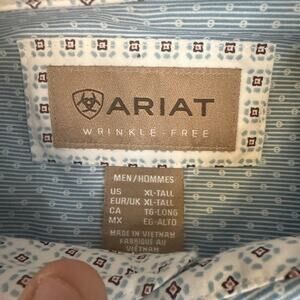 ARIAT
WRINKLE-FREE
MEN/HOMMES
US XL-TALL
EUR/UK XL-TALL
CA TG-LONG
MX EG-ALTO
MADE IN VIETNAM
FABRIQUÉ AU
VIETNAM